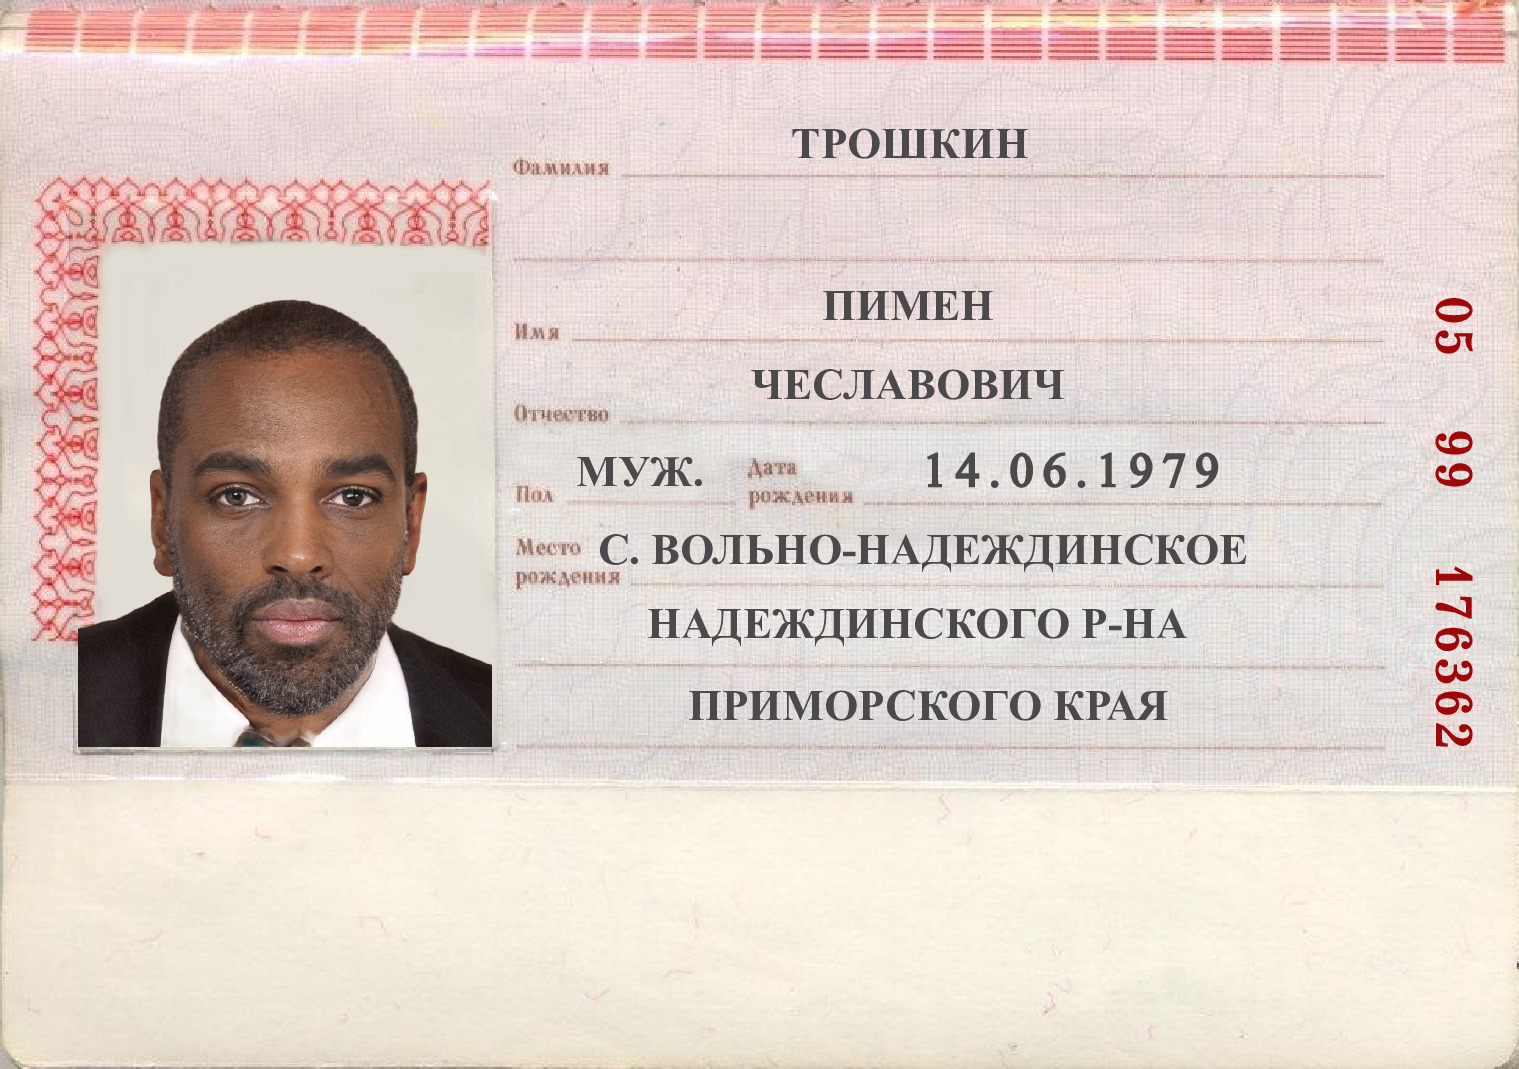 ТРОШКИН
Фамилия
ПИМЕН
Имя
ЧЕСЛАВОВИЧ
Отчество
МУЖ.
Пол
Дата
рождения
14.06.1979
Место
рождения
С. ВОЛЬНО-НАДЕЖДИНСКОЕ
НАДЕЖДИНСКОГО Р-НА
ПРИМОРСКОГО КРАЯ
05 99 176362